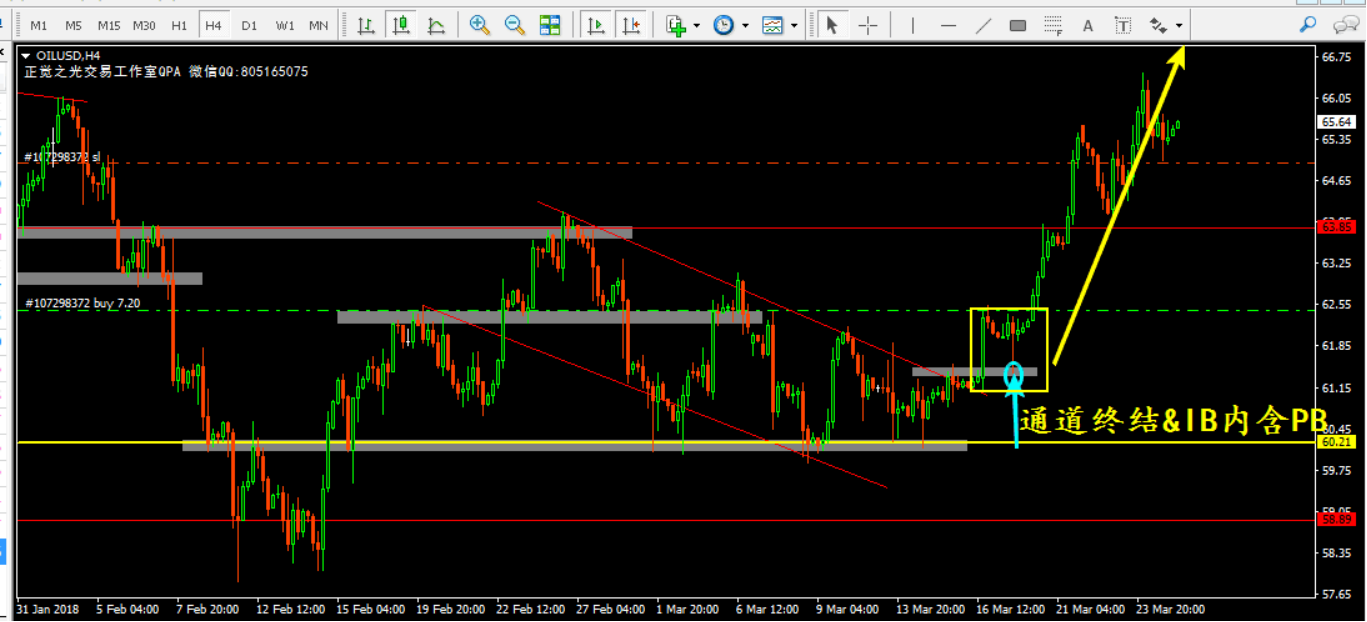 M1 M5 M15 M30 H1 H4 D1 W1 MN
A T
OILUSD,H4
正觉之光交易工作室QPA 微信QQ:805165075
#107298372 sl
#107298372 buy 7.20
通道终结&IB内含PB
66.75
66.05
65.64
65.35
64.65
63.85
63.25
62.55
61.85
61.15
60.45
60.21
59.75
59.05
58.89
58.35
57.65
31 Jan 2018 5 Feb 04:00 7 Feb 20:00 12 Feb 12:00 15 Feb 04:00 19 Feb 20:00 22 Feb 12:00 27 Feb 04:00 1 Mar 20:00 6 Mar 12:00 9 Mar 04:00 13 Mar 20:00 16 Mar 12:00 21 Mar 04:00 23 Mar 20:00